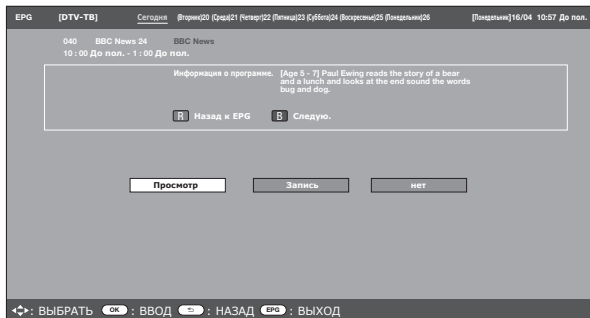 EPG [DTV-TB] Сегодня (Вторник)20 (Среда)21 (Четверг)22 (Пятница)23 (Суббота)24 (Воскресенье)25 (Понедельник)26 [Понедельник]16/04 10:57 До пол.
040 BBC News 24 BBC News
10 : 00 До пол. - 1 : 00 До пол.
Информация о программе. [Age 5 - 7] Paul Ewing reads the story of a bear
and a lunch and looks at the end sound the words
bug and dog.
R Назад к EPG B Следую.
Просмотр Запись нет
: ВЫБРАТЬ OK : ВВОД : НАЗАД EPG : ВЫХОД